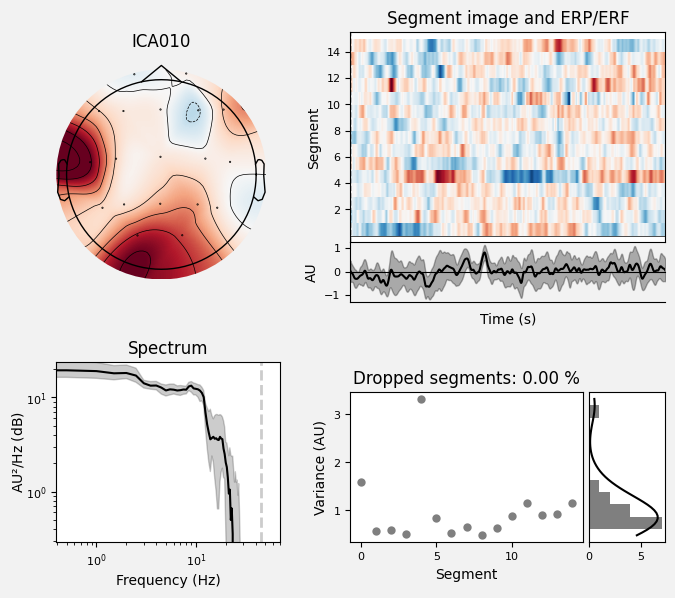 ICA010
Segment image and ERP/ERF
Segment
14
12
10
8
6
4
2
AU
1
0
−1
Time (s)
Spectrum
AU²/Hz (dB)
10¹
10⁰
10⁰ 10¹
Frequency (Hz)
Dropped segments: 0.00 %
Variance (AU)
3
2
1
0 5 10
Segment
0 5